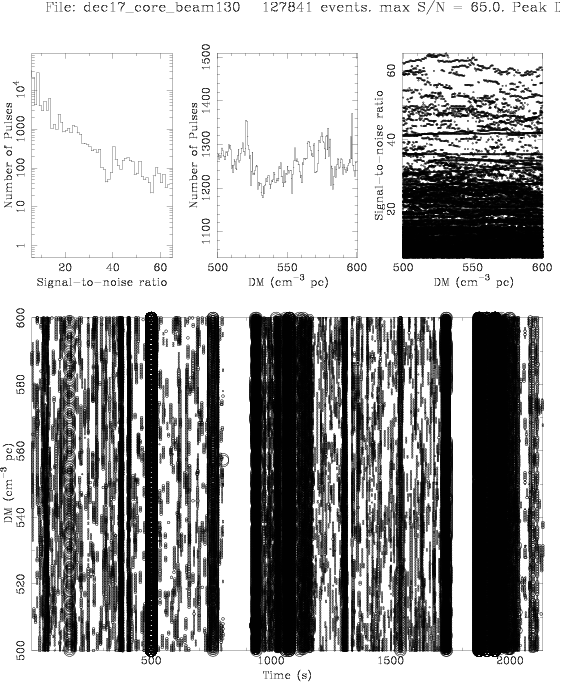 File: dec17_core_beam130 127841 events. max S/N = 65.0. Peak
Number of Pulses
1 10 100 1000 10^4
20 40 60
Signal-to-noise ratio
Number of Pulses
1100 1200 1300 1400 1500
500 550 600
DM (cm^-3 pc)
Signal-to-noise ratio
20 40 60
500 550 600
DM (cm^-3 pc)
DM (cm^-3 pc)
500 520 540 560 580 600
500 1000 1500 2000
Time (s)